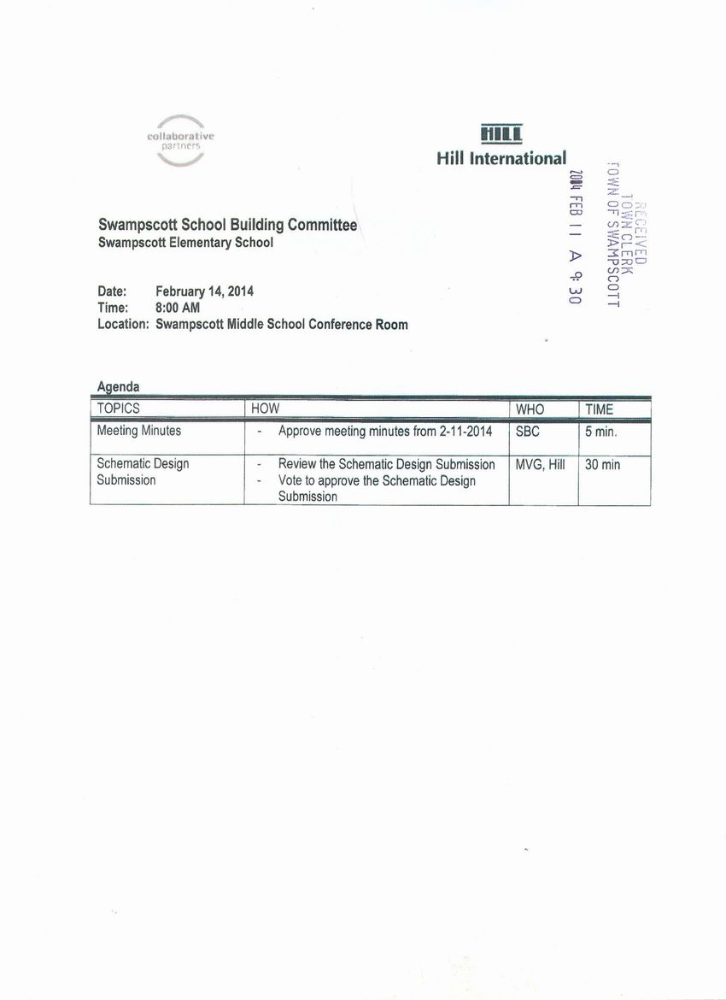 collaborative
partners
HILL
Hill International
RECEIVED
TOWN CLERK
TOWN OF SWAMPSCOTT
2014 FEB 11 A 9:30
Swampscott School Building Committee
Swampscott Elementary School
Date: February 14, 2014
Time: 8:00 AM
Location: Swampscott Middle School Conference Room
Agenda
TOPICS HOW WHO TIME
Meeting Minutes - Approve meeting minutes from 2-11-2014 SBC 5 min.
Schematic Design - Review the Schematic Design Submission MVG, Hill 30 min
Submission - Vote to approve the Schematic Design
Submission